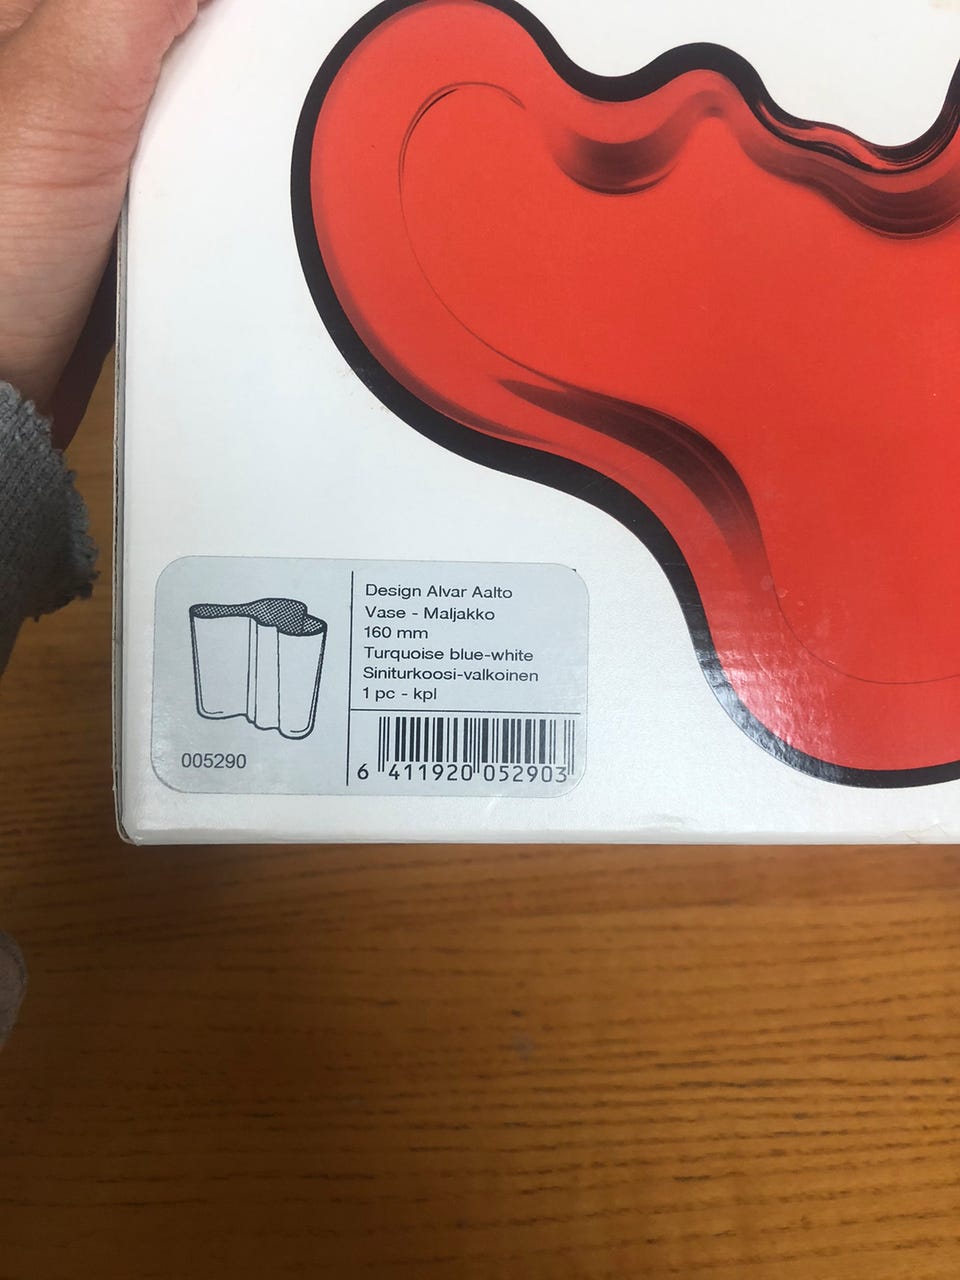 Design Alvar Aalto
Vase - Maljakko
160 mm
Turquoise blue-white
Siniturkoosi-valkoinen
1 pc - kpl
005290
6 411920 052903